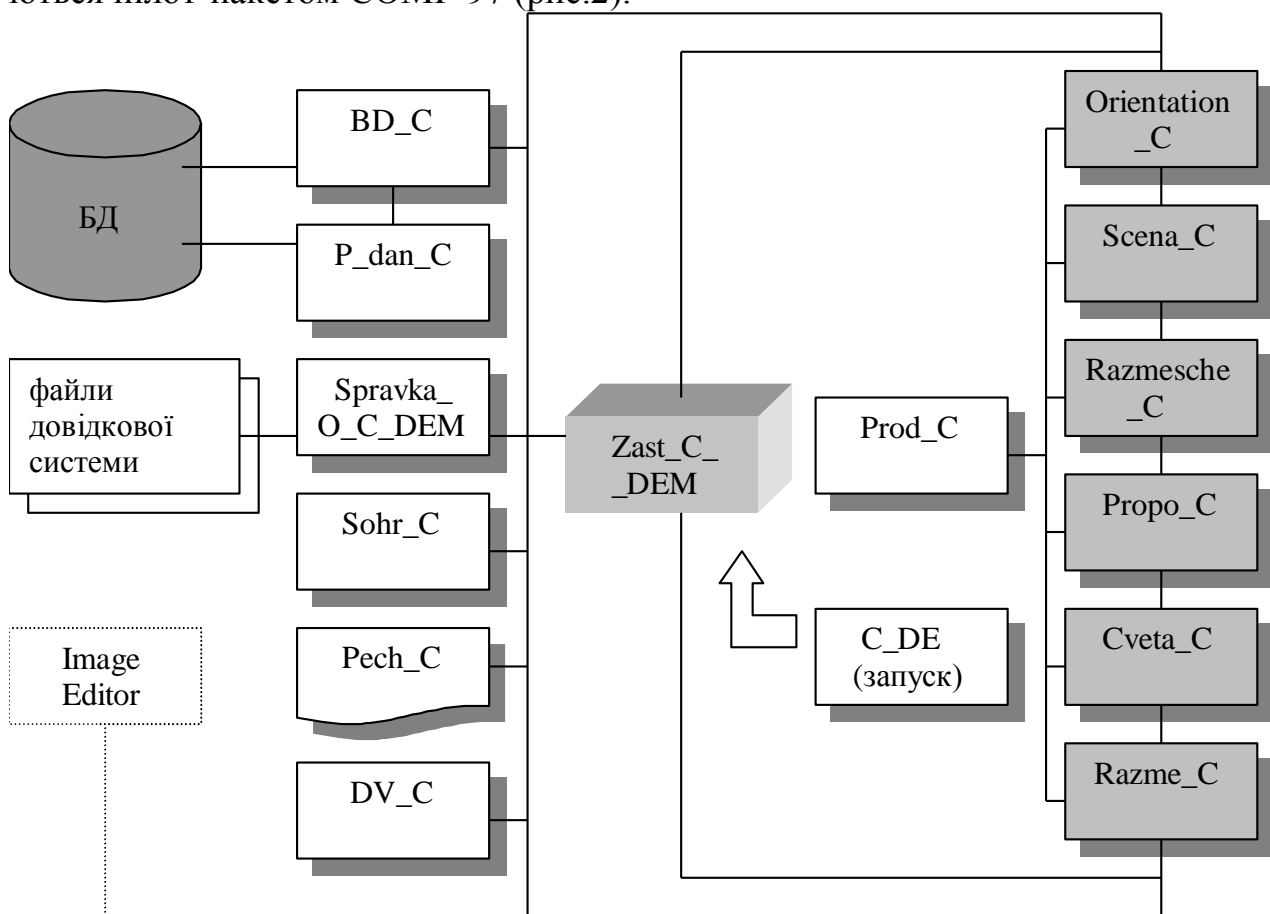 ються пілот-пакетом COMP-97 (рис.2).
БД
BD_C
P_dan_C
файли
довідкової
системи
Spravka_
O_C_DEM
Sohr_C
Image
Editor
Pech_C
DV_C
Zast_C_
_DEM
Prod_C
C_DE
(запуск)
Orientation
_C
Scena_C
Razmesche
_C
Propo_C
Cveta_C
Razme_C